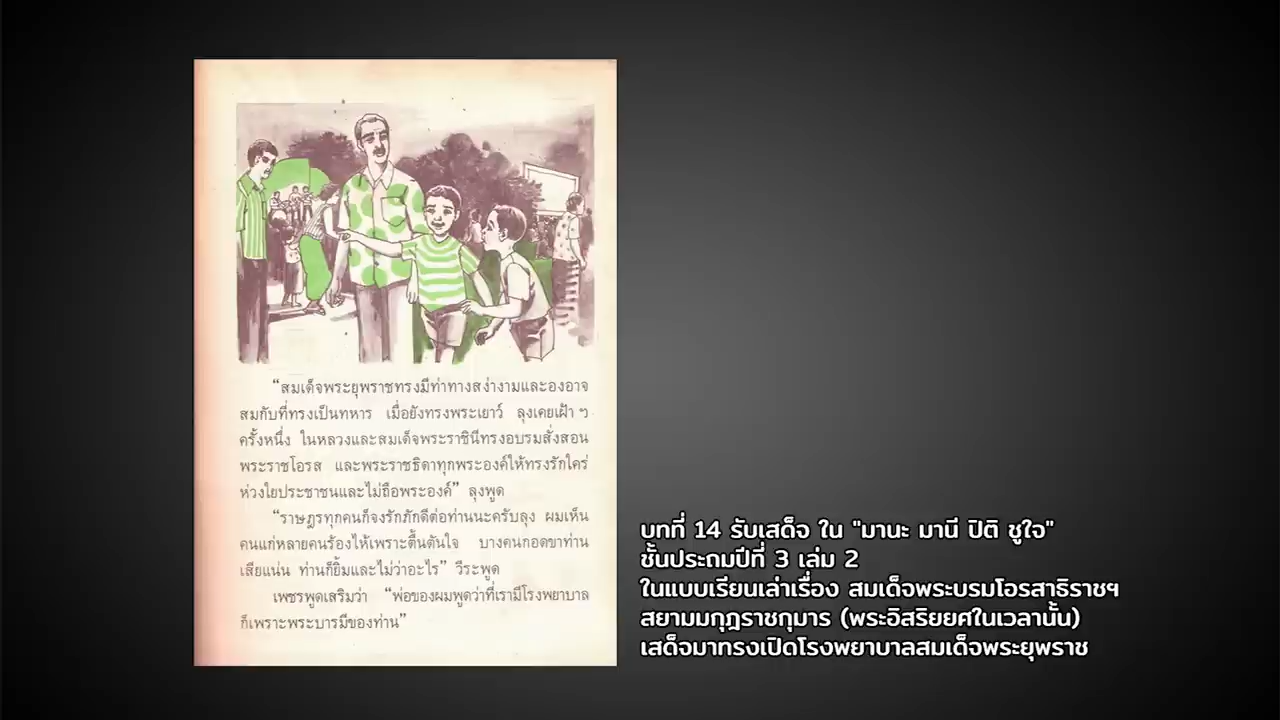 “สมเด็จพระยุพราชทรงมีท่าทางสง่างามและองอาจ
สมกับที่ทรงเป็นทหาร เมื่อยังทรงพระเยาว์ ลุงเคยเฝ้า ๆ
ครั้งหนึ่ง ในหลวงและสมเด็จพระราชินีทรงอบรมสั่งสอน
พระราชโอรส และพระราชธิดาทุกพระองค์ให้ทรงรักใคร่
ห่วงใยประชาชนและไม่ถือพระองค์” ลุงพูด
“ราษฎรทุกคนก็จงรักภักดีต่อท่านนะครับลุง ผมเห็น
คนแก่หลายคนร้องไห้เพราะตื้นตันใจ บางคนกอดขาท่าน
เสียแน่น ท่านก็ยิ้มและไม่ว่าอะไร” วีระพูด
เพชรพูดเสริมว่า “พ่อของผมพูดว่าที่เรามีโรงพยาบาล
ก็เพราะพระบารมีของท่าน”
บทที่ 14 รับเสด็จ ใน "มานะ มานี ปิติ ชูใจ"
ชั้นประถมปีที่ 3 เล่ม 2
ในแบบเรียนเล่าเรื่อง สมเด็จพระบรมโอรสาธิราชฯ
สยามมกุฎราชกุมาร (พระอิสริยยศในเวลานั้น)
เสด็จมาทรงเปิดโรงพยาบาลสมเด็จพระยุพราช